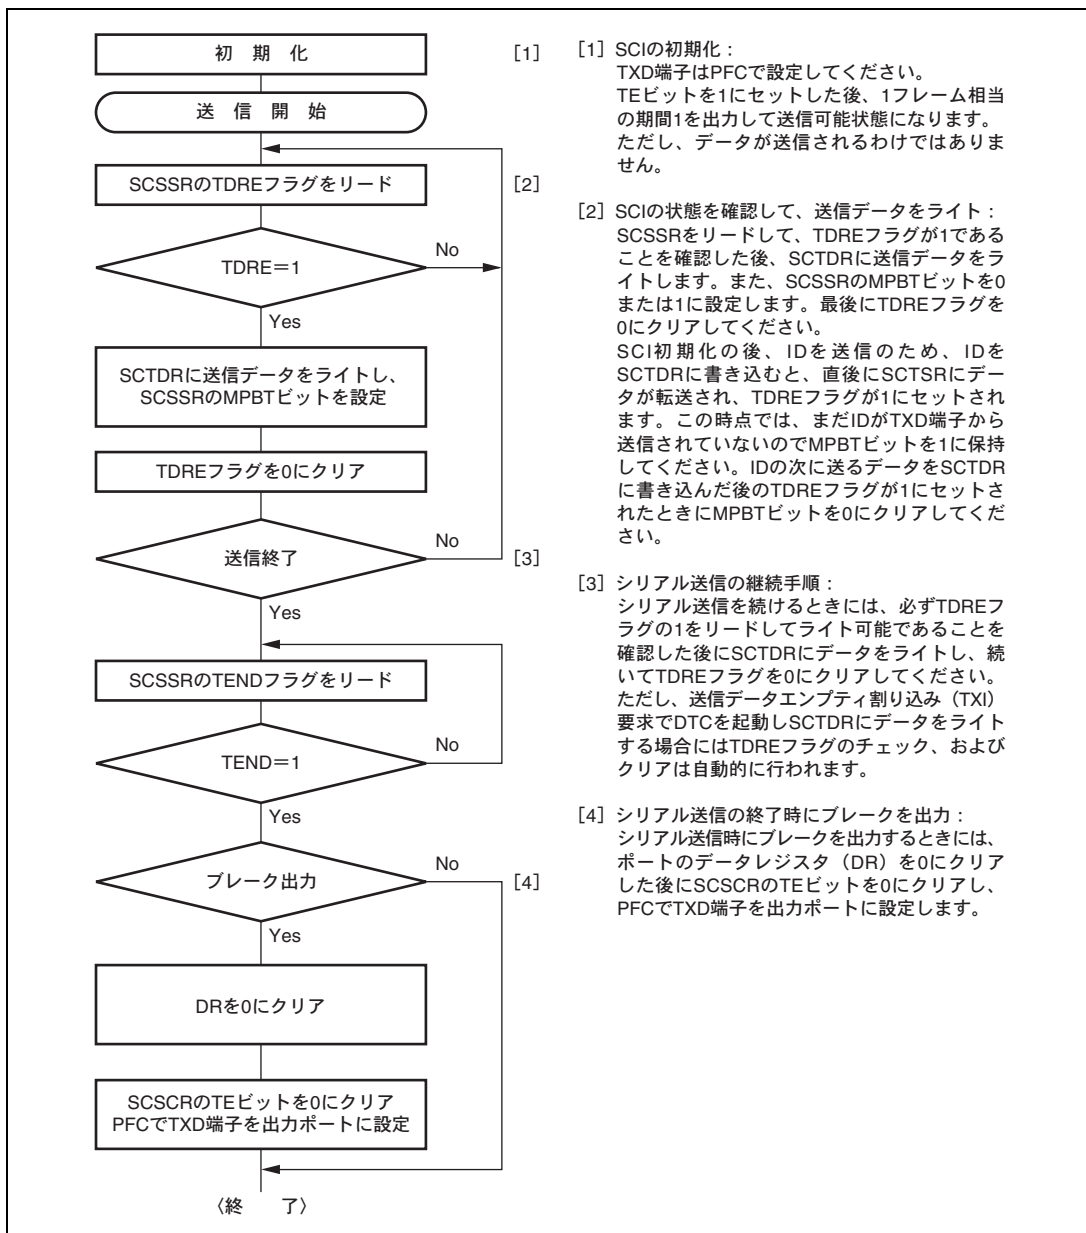 初 期 化
[1]
送 信 開 始
SCSSRのTDREフラグをリード
[2]
TDRE=1
No
Yes
SCTDRに送信データをライトし、
SCSSRのMPBTビットを設定
TDREフラグを0にクリア
送信終了
No
[3]
Yes
SCSSRのTENDフラグをリード
TEND=1
No
Yes
ブレーク出力
No
[4]
Yes
DRを0にクリア
SCSCRのTEビットを0にクリア
PFCでTXD端子を出力ポートに設定
〈終 了〉
[1] SCIの初期化：
TXD端子はPFCで設定してください。
TEビットを1にセットした後、1フレーム相当
の期間1を出力して送信可能状態になります。
ただし、データが送信されるわけではありま
せん。
[2] SCIの状態を確認して、送信データをライト：
SCSSRをリードして、TDREフラグが1である
ことを確認した後、SCTDRに送信データをラ
イトします。また、SCSSRのMPBTビットを0
または1に設定します。最後にTDREフラグを
0にクリアしてください。
SCI初期化の後、IDを送信のため、IDを
SCTDRに書き込むと、直後にSCTSRにデー
タが転送され、TDREフラグが1にセットされ
ます。この時点では、まだIDがTXD端子から
送信されていないのでMPBTビットを1に保持
してください。IDの次に送るデータをSCTDR
に書き込んだ後のTDREフラグが1にセットさ
れたときにMPBTビットを0にクリアしてくだ
さい。
[3] シリアル送信の継続手順：
シリアル送信を続けるときには、必ずTDREフ
ラグの1をリードしてライト可能であることを
確認した後にSCTDRにデータをライトし、続
いてTDREフラグを0にクリアしてください。
ただし、送信データエンプティ割り込み（TXI）
要求でDTCを起動しSCTDRにデータをライト
する場合にはTDREフラグのチェック、および
クリアは自動的に行われます。
[4] シリアル送信の終了時にブレークを出力：
シリアル送信時にブレークを出力するときには、
ポートのデータレジスタ（DR）を0にクリア
した後にSCSCRのTEビットを0にクリアし、
PFCでTXD端子を出力ポートに設定します。